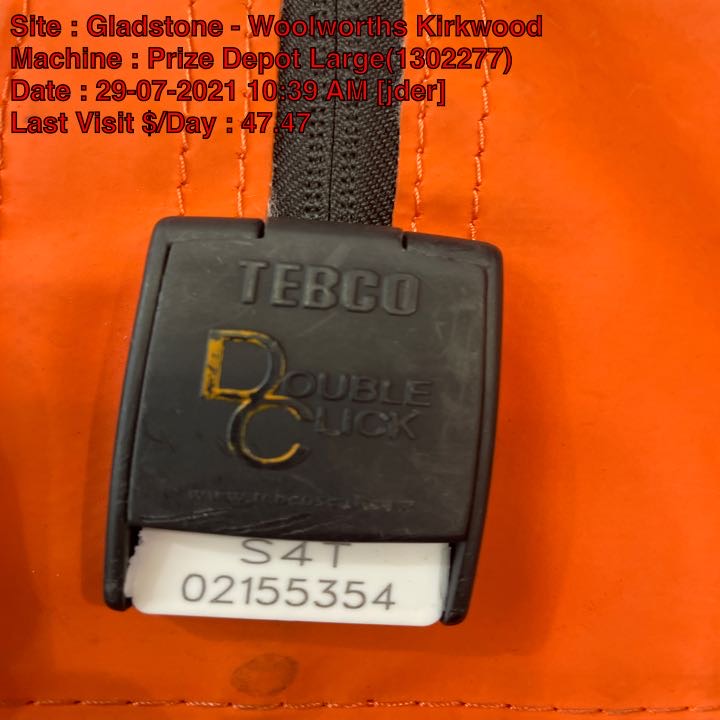 Site : Gladstone - Woolworths Kirkwood
Machine : Prize Depot Large(1302277)
Date : 29-07-2021 10:39 AM [jder]
Last Visit $/Day : 47.47
TEBCO
DOUBLE
CLICK
S4T
02155354